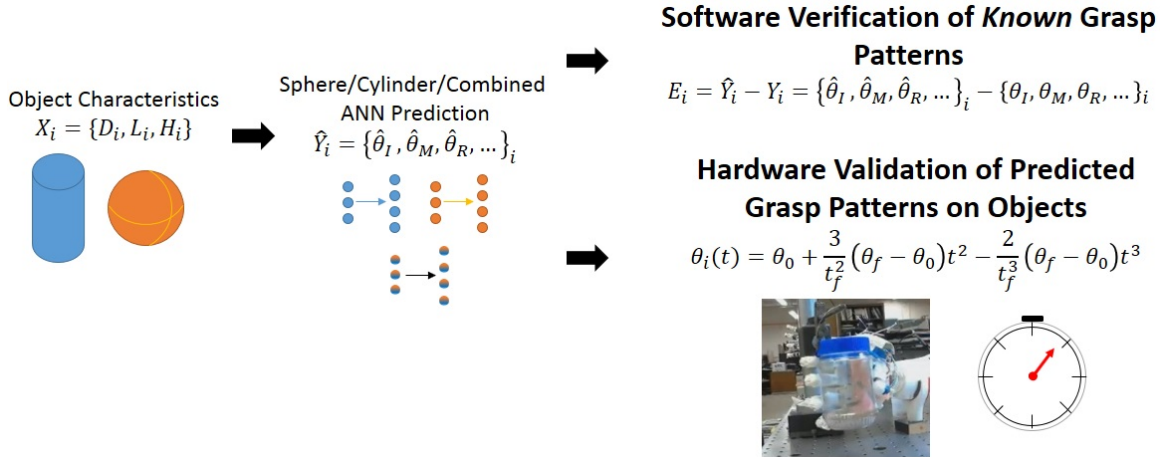 Object Characteristics
X_i = {D_i, L_i, H_i}
Sphere/Cylinder/Combined
ANN Prediction
Ŷ_i = {θ̂_I, θ̂_M, θ̂_R, …}_i
Software Verification of Known Grasp
Patterns
E_i = Ŷ_i − Y_i = {θ̂_I, θ̂_M, θ̂_R, …}_i − {θ_I, θ_M, θ_R, …}_i
Hardware Validation of Predicted
Grasp Patterns on Objects
θ_i(t) = θ_0 + 3/t_f^2 (θ_f − θ_0)t^2 − 2/t_f^3 (θ_f − θ_0)t^3